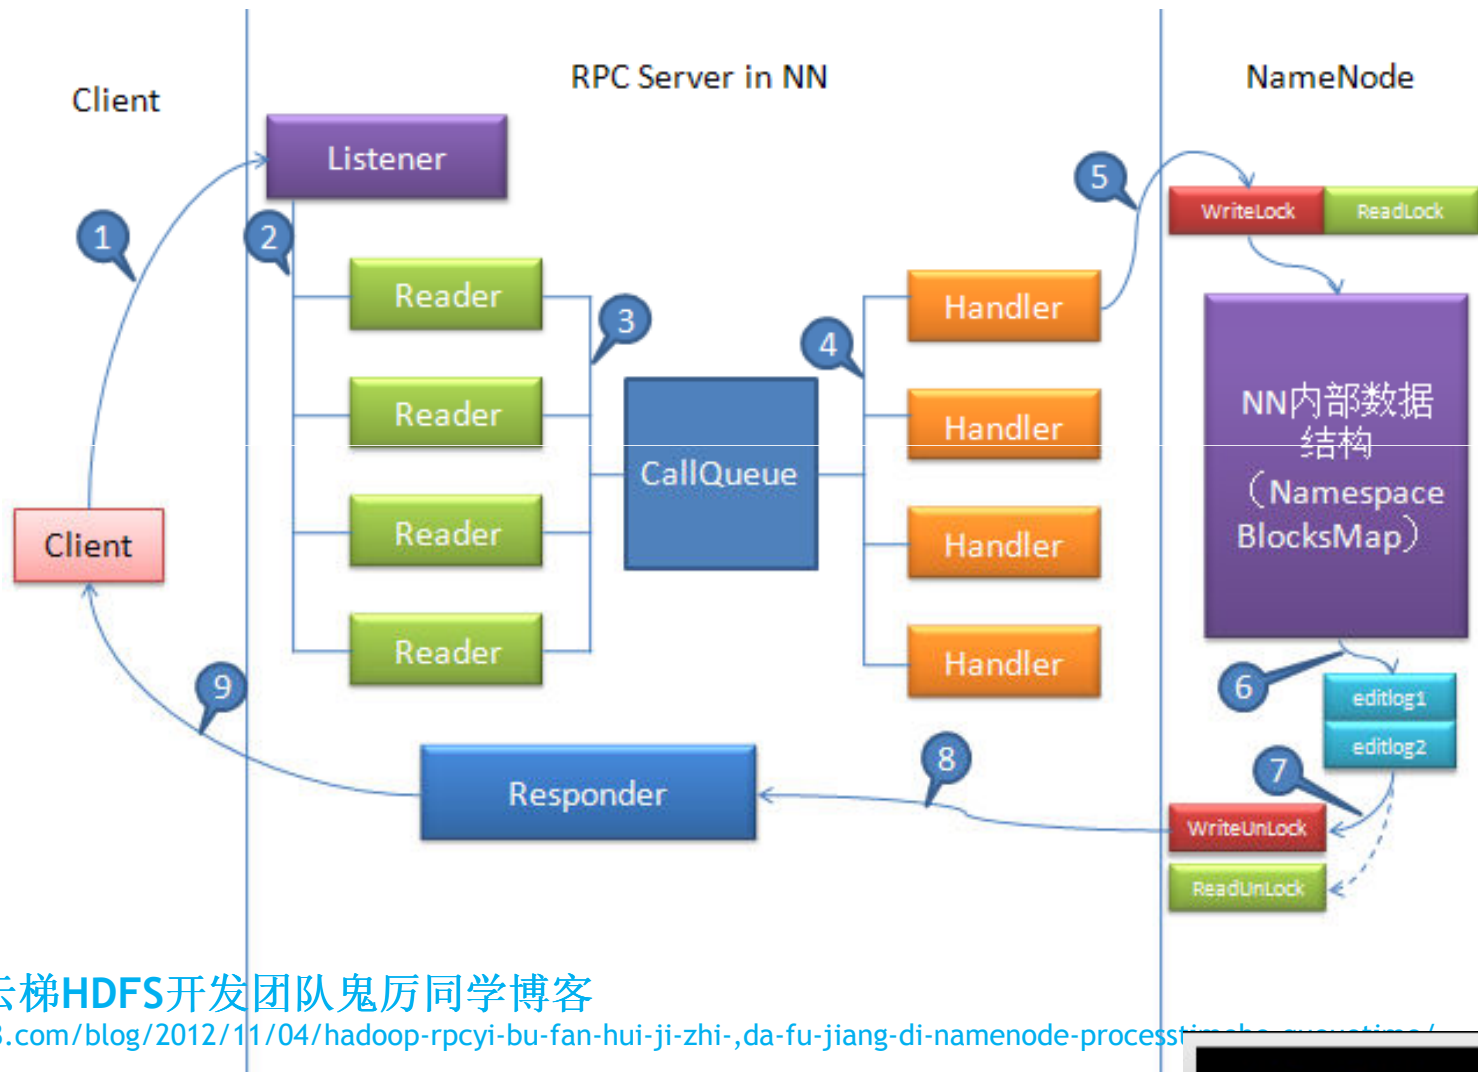 Client
RPC Server in NN
NameNode
Listener
1
2
Reader
Reader
Reader
Reader
3
CallQueue
4
Handler
Handler
Handler
Handler
5
WriteLock
ReadLock
NN内部数据
结构
（Namespace
BlocksMap）
6
editlog1
editlog2
7
WriteUnLock
ReadUnLock
8
Responder
9
Client
云梯HDFS开发团队鬼厉同学博客
.com/blog/2012/11/04/hadoop-rpcyi-bu-fan-hui-ji-zhi-,da-fu-jiang-di-namenode-processtimehe-queuetime/